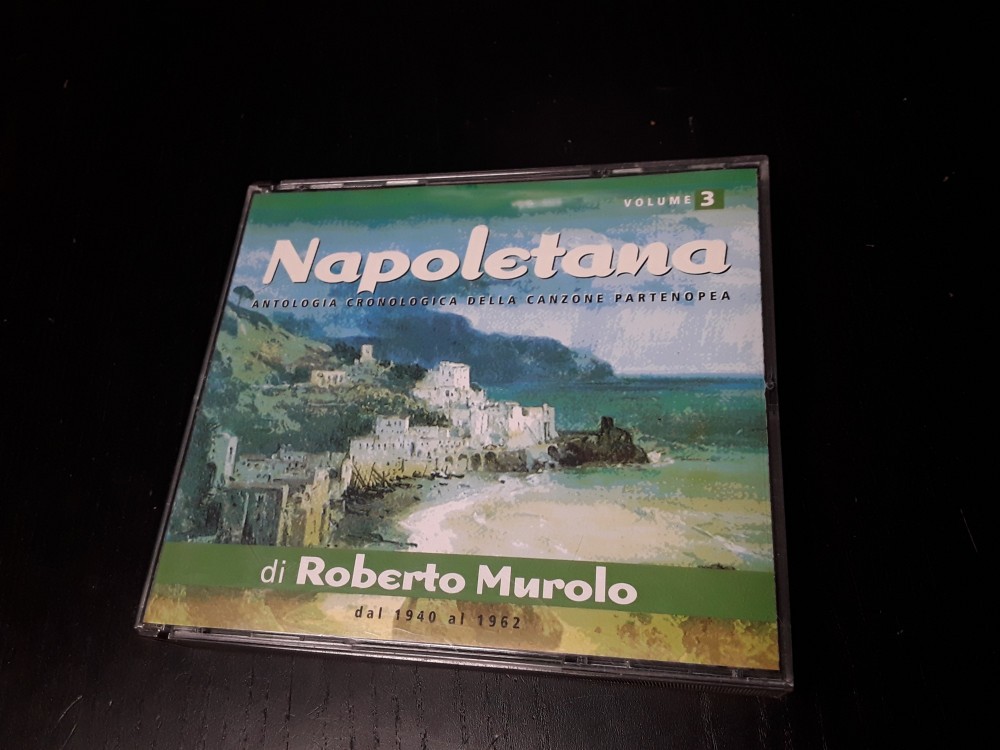 VOLUME 3
Napoletana
ANTOLOGIA CRONOLOGICA DELLA CANZONE PARTENOPEA
di Roberto Murolo
dal 1940 al 1962